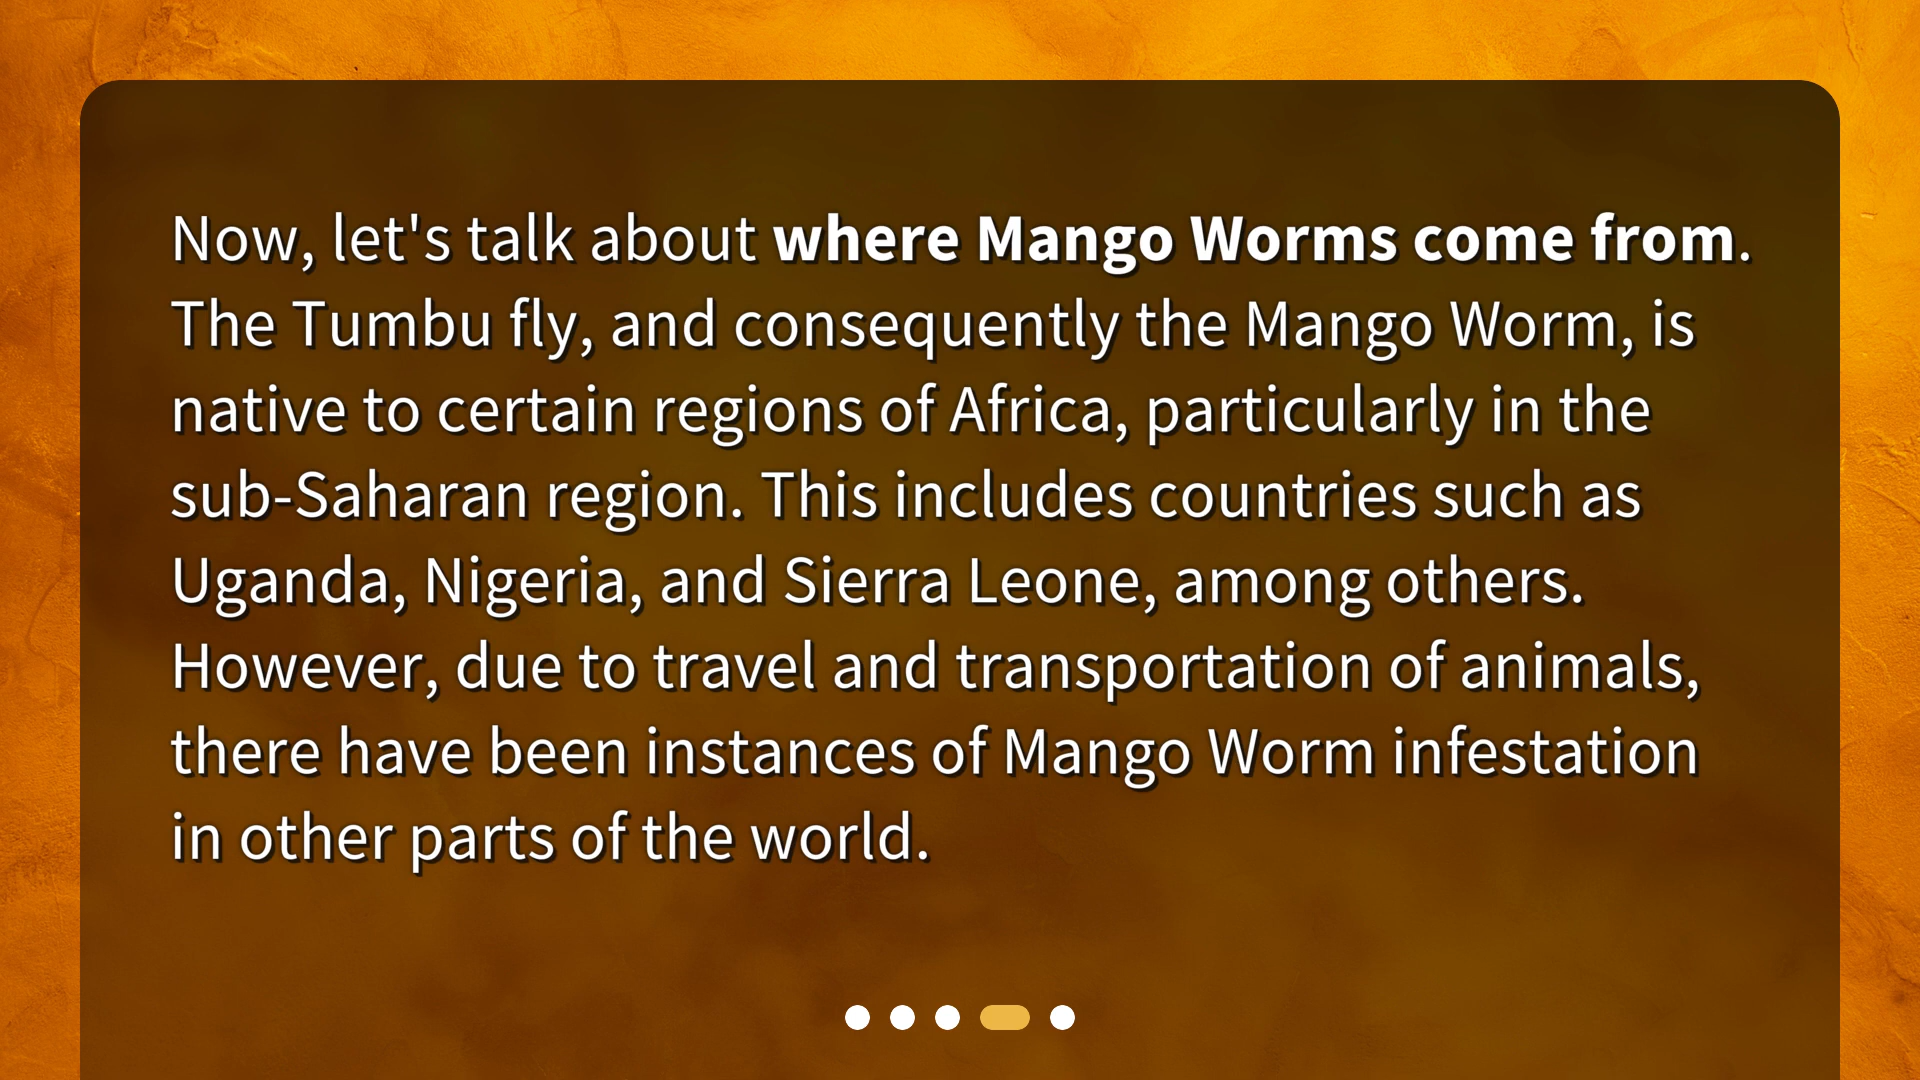 Now, let's talk about where Mango Worms come from.
The Tumbu fly, and consequently the Mango Worm, is
native to certain regions of Africa, particularly in the
sub-Saharan region. This includes countries such as
Uganda, Nigeria, and Sierra Leone, among others.
However, due to travel and transportation of animals,
there have been instances of Mango Worm infestation
in other parts of the world.